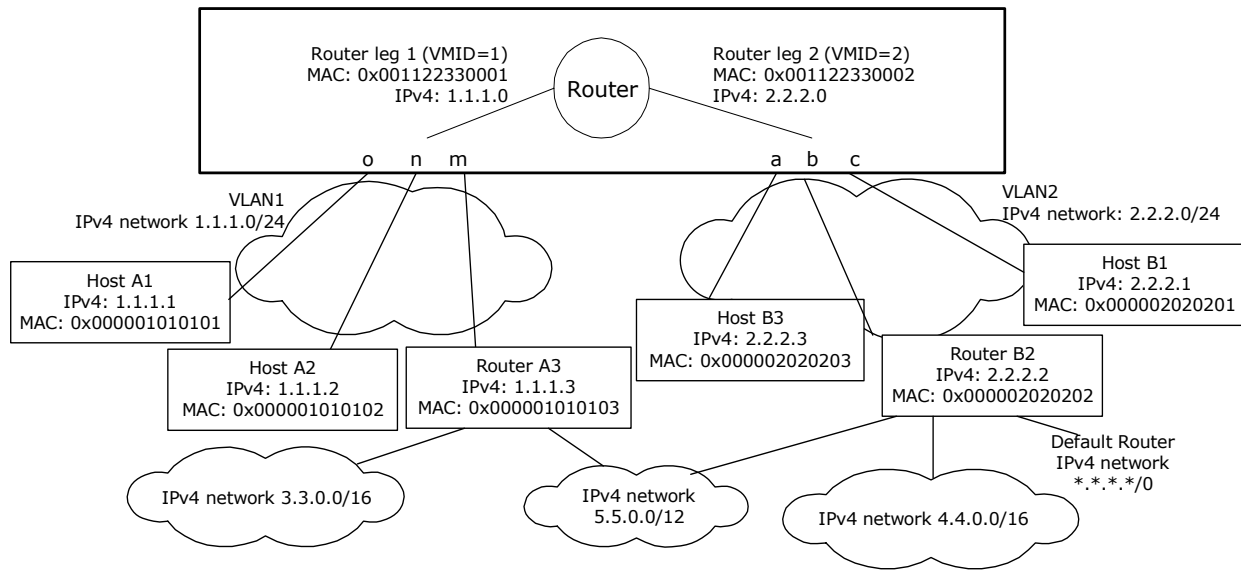 Router leg 1 (VMID=1)
MAC: 0x001122330001
IPv4: 1.1.1.0
Router
Router leg 2 (VMID=2)
MAC: 0x001122330002
IPv4: 2.2.2.0
o n m
a b c
VLAN1
IPv4 network 1.1.1.0/24
VLAN2
IPv4 network: 2.2.2.0/24
Host A1
IPv4: 1.1.1.1
MAC: 0x000001010101
Host B1
IPv4: 2.2.2.1
MAC: 0x000002020201
Host B3
IPv4: 2.2.2.3
MAC: 0x000002020203
Host A2
IPv4: 1.1.1.2
MAC: 0x000001010102
Router A3
IPv4: 1.1.1.3
MAC: 0x000001010103
Router B2
IPv4: 2.2.2.2
MAC: 0x000002020202
Default Router
IPv4 network
*.*.*.*/0
IPv4 network 3.3.0.0/16
IPv4 network
5.5.0.0/12
IPv4 network 4.4.0.0/16